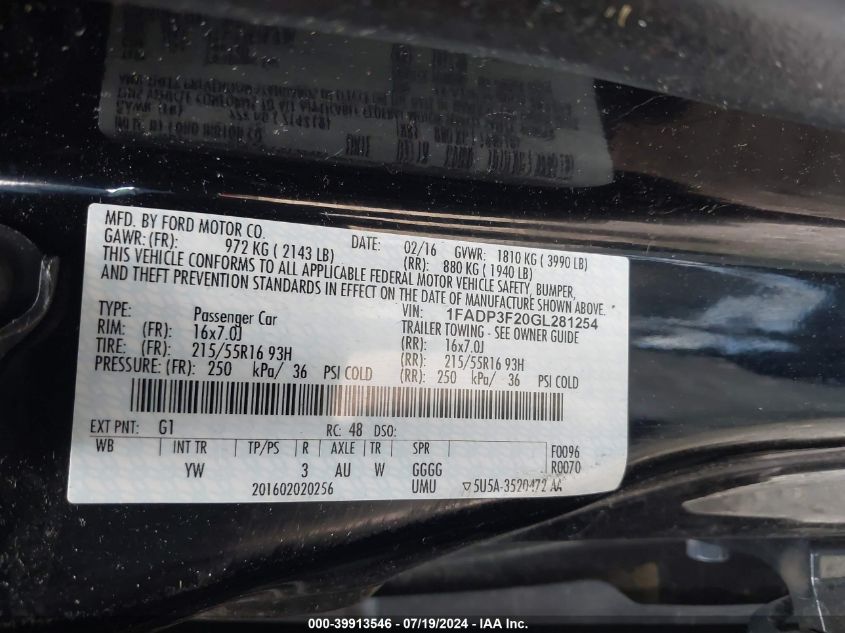 MFD. BY FORD MOTOR CO.
DATE: 02/16 GVWR: 1810 KG ( 3990 LB)
GAWR: (FR): 972 KG ( 2143 LB) (RR): 880 KG ( 1940 LB)
THIS VEHICLE CONFORMS TO ALL APPLICABLE FEDERAL MOTOR VEHICLE SAFETY, BUMPER,
AND THEFT PREVENTION STANDARDS IN EFFECT ON THE DATE OF MANUFACTURE SHOWN ABOVE.
VIN: 1FADP3F20GL281254
TYPE: Passenger Car TRAILER TOWING - SEE OWNER GUIDE
RIM: (FR): 16x7.0J (RR): 16x7.0J
TIRE: (FR): 215/55R16 93H (RR): 215/55R16 93H
PRESSURE: (FR): 250 kPa/ 36 PSI COLD (RR): 250 kPa/ 36 PSI COLD
EXT PNT: G1 RC: 48 DSO:
WB INT TR TP/PS R AXLE TR SPR F0096
YW 3 AU W GGGG R0070
201602020256 UMU ▽5U5A-3520472 AA
000-39913546 / 07/19/2024 - IAA Inc.